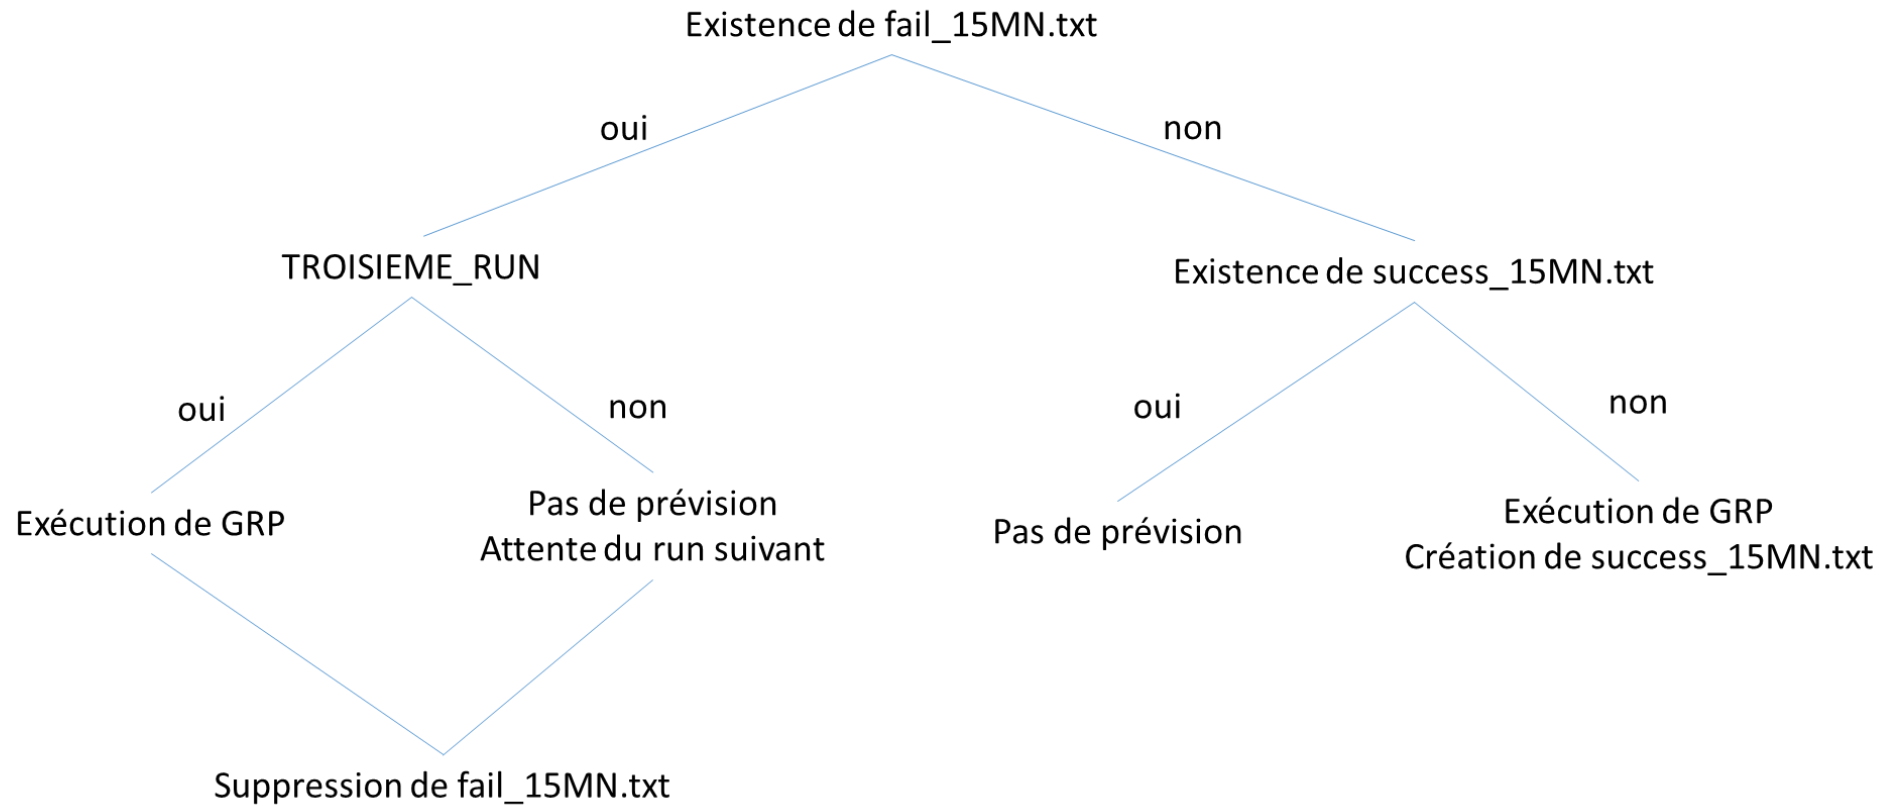 Existence de fail_15MN.txt
oui
non
TROISIEME_RUN
Existence de success_15MN.txt
oui
non
oui
non
Exécution de GRP
Pas de prévision
Attente du run suivant
Pas de prévision
Exécution de GRP
Création de success_15MN.txt
Suppression de fail_15MN.txt